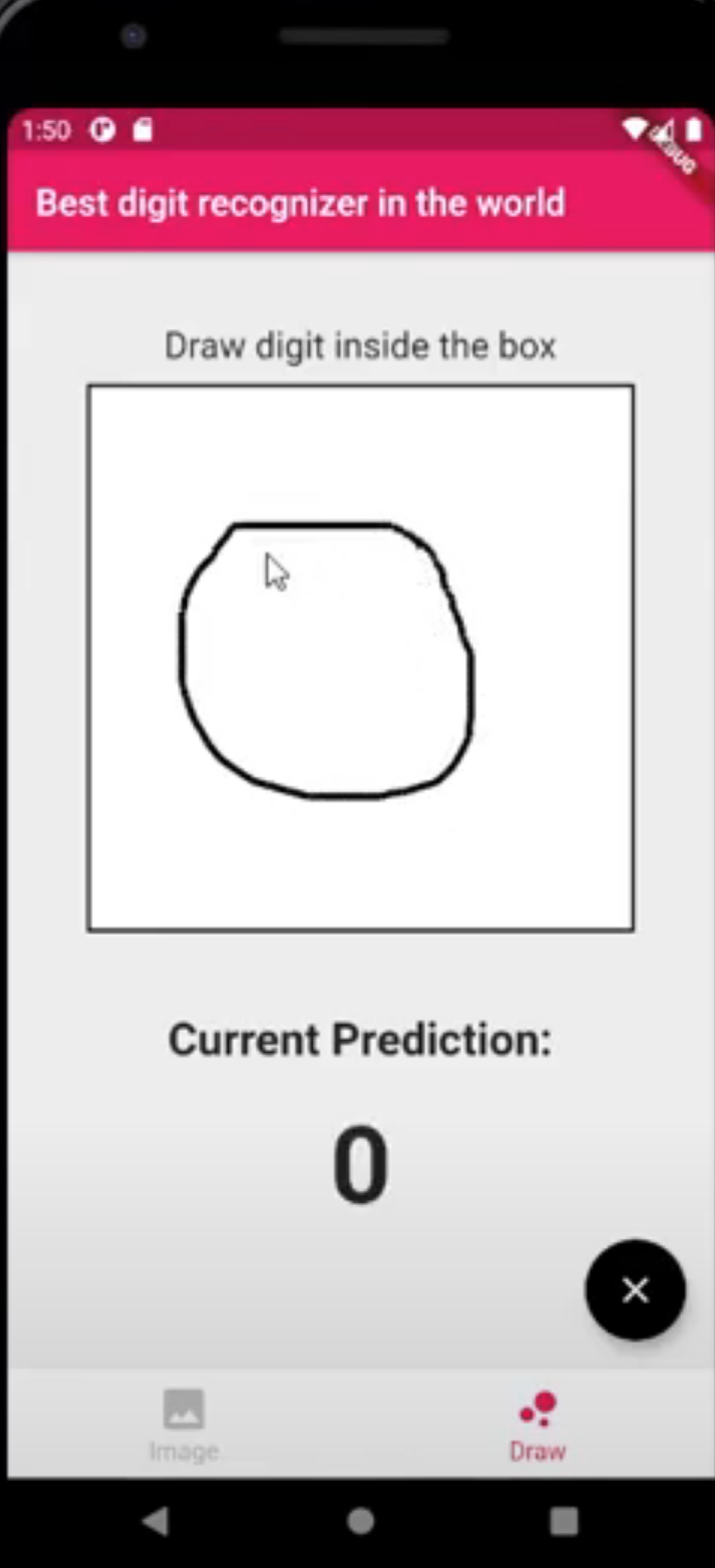 1:50
DEBUG
Best digit recognizer in the world
Draw digit inside the box
Current Prediction:
0
Image
Draw